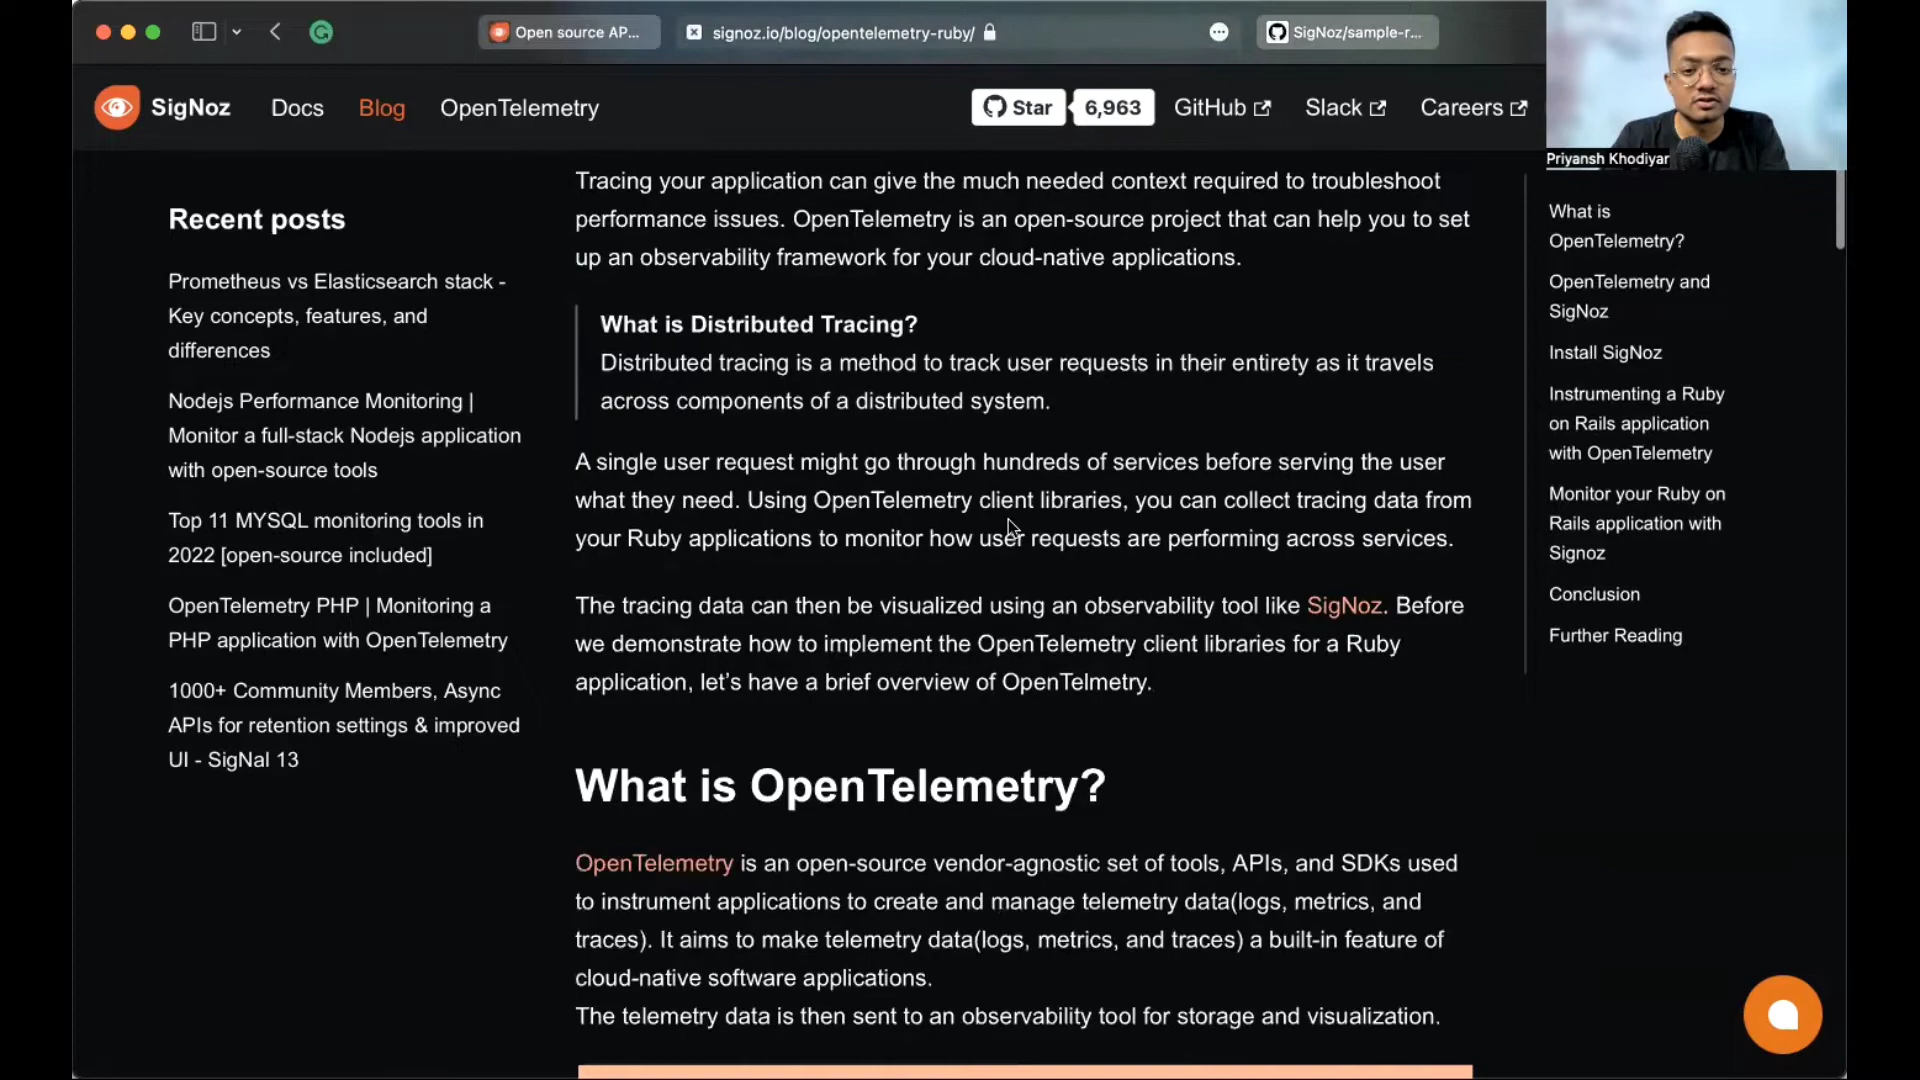 Open source AP...
signoz.io/blog/opentelemetry-ruby/
SigNoz/sample-r...
SigNoz
Docs
Blog
OpenTelemetry
Star
6,963
GitHub
Slack
Careers
Priyansh Khodiyar
Recent posts
Prometheus vs Elasticsearch stack -
Key concepts, features, and
differences
Nodejs Performance Monitoring |
Monitor a full-stack Nodejs application
with open-source tools
Top 11 MYSQL monitoring tools in
2022 [open-source included]
OpenTelemetry PHP | Monitoring a
PHP application with OpenTelemetry
1000+ Community Members, Async
APIs for retention settings & improved
UI - SigNal 13
Tracing your application can give the much needed context required to troubleshoot
performance issues. OpenTelemetry is an open-source project that can help you to set
up an observability framework for your cloud-native applications.
What is Distributed Tracing?
Distributed tracing is a method to track user requests in their entirety as it travels
across components of a distributed system.
A single user request might go through hundreds of services before serving the user
what they need. Using OpenTelemetry client libraries, you can collect tracing data from
your Ruby applications to monitor how user requests are performing across services.
The tracing data can then be visualized using an observability tool like SigNoz. Before
we demonstrate how to implement the OpenTelemetry client libraries for a Ruby
application, let's have a brief overview of OpenTelmetry.
What is OpenTelemetry?
OpenTelemetry is an open-source vendor-agnostic set of tools, APIs, and SDKs used
to instrument applications to create and manage telemetry data(logs, metrics, and
traces). It aims to make telemetry data(logs, metrics, and traces) a built-in feature of
cloud-native software applications.
The telemetry data is then sent to an observability tool for storage and visualization.
What is
OpenTelemetry?
OpenTelemetry and
SigNoz
Install SigNoz
Instrumenting a Ruby
on Rails application
with OpenTelemetry
Monitor your Ruby on
Rails application with
Signoz
Conclusion
Further Reading